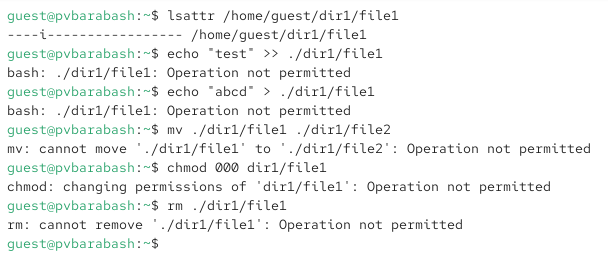 guest@pvbarabash:~$ lsattr /home/guest/dir1/file1
----i----------------- /home/guest/dir1/file1
guest@pvbarabash:~$ echo "test" >> ./dir1/file1
bash: ./dir1/file1: Operation not permitted
guest@pvbarabash:~$ echo "abcd" > ./dir1/file1
bash: ./dir1/file1: Operation not permitted
guest@pvbarabash:~$ mv ./dir1/file1 ./dir1/file2
mv: cannot move './dir1/file1' to './dir1/file2': Operation not permitted
guest@pvbarabash:~$ chmod 000 dir1/file1
chmod: changing permissions of 'dir1/file1': Operation not permitted
guest@pvbarabash:~$ rm ./dir1/file1
rm: cannot remove './dir1/file1': Operation not permitted
guest@pvbarabash:~$